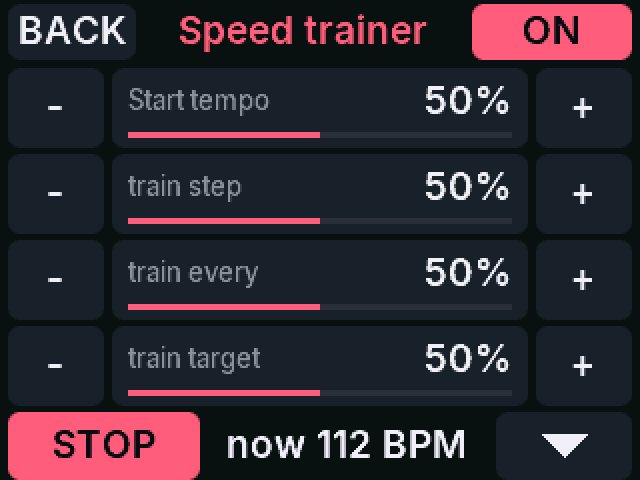 BACK Speed trainer ON
- Start tempo 50% +
- train step 50% +
- train every 50% +
- train target 50% +
STOP now 112 BPM